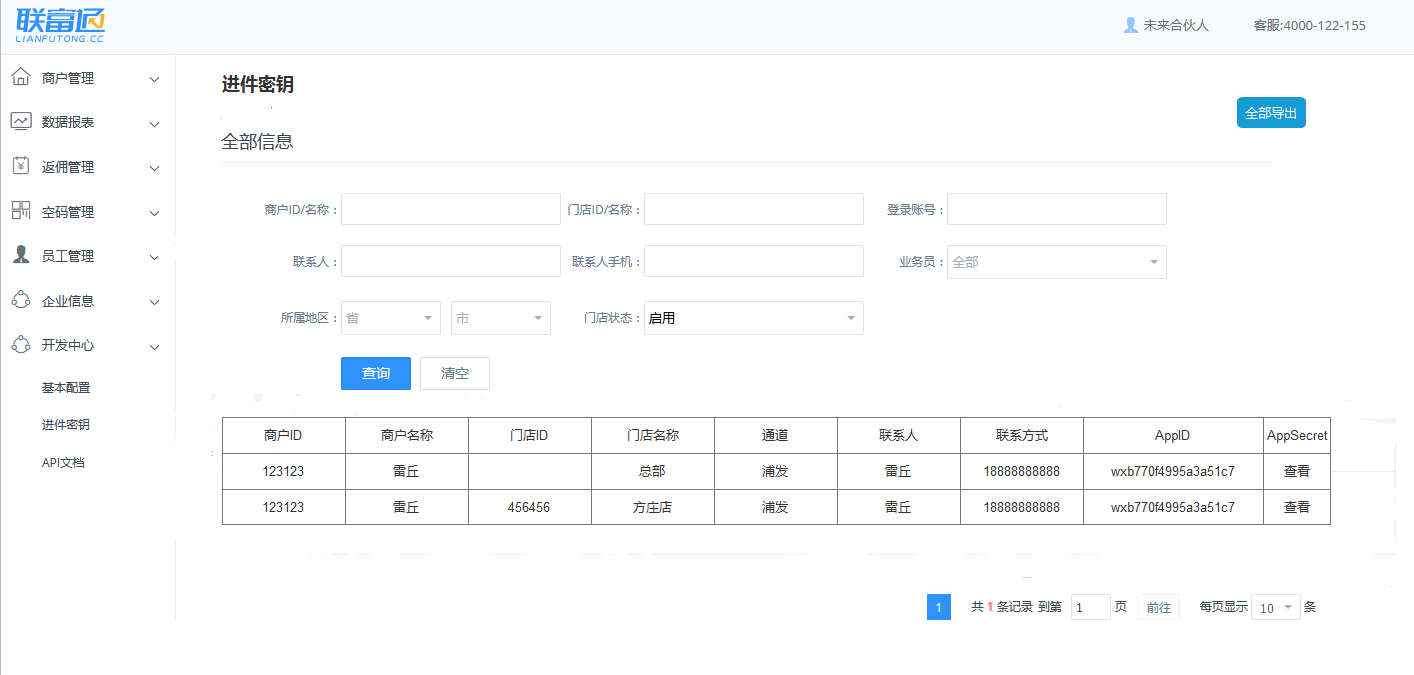 联富通
LIANFUTONG.CC
未来合伙人 客服:4000-122-155
商户管理
数据报表
返佣管理
空码管理
员工管理
企业信息
开发中心
基本配置
进件密钥
API文档
进件密钥
全部导出
全部信息
商户ID/名称： 门店ID/名称： 登录账号：
联系人： 联系人手机： 业务员： 全部
所属地区： 省 市 门店状态： 启用
查询 清空
商户ID 商户名称 门店ID 门店名称 通道 联系人 联系方式 AppID AppSecret
123123 雷丘 总部 浦发 雷丘 18888888888 wxb770f4995a3a51c7 查看
123123 雷丘 456456 方庄店 浦发 雷丘 18888888888 wxb770f4995a3a51c7 查看
1 共 1 条记录 到第 1 页 前往 每页显示 10 条